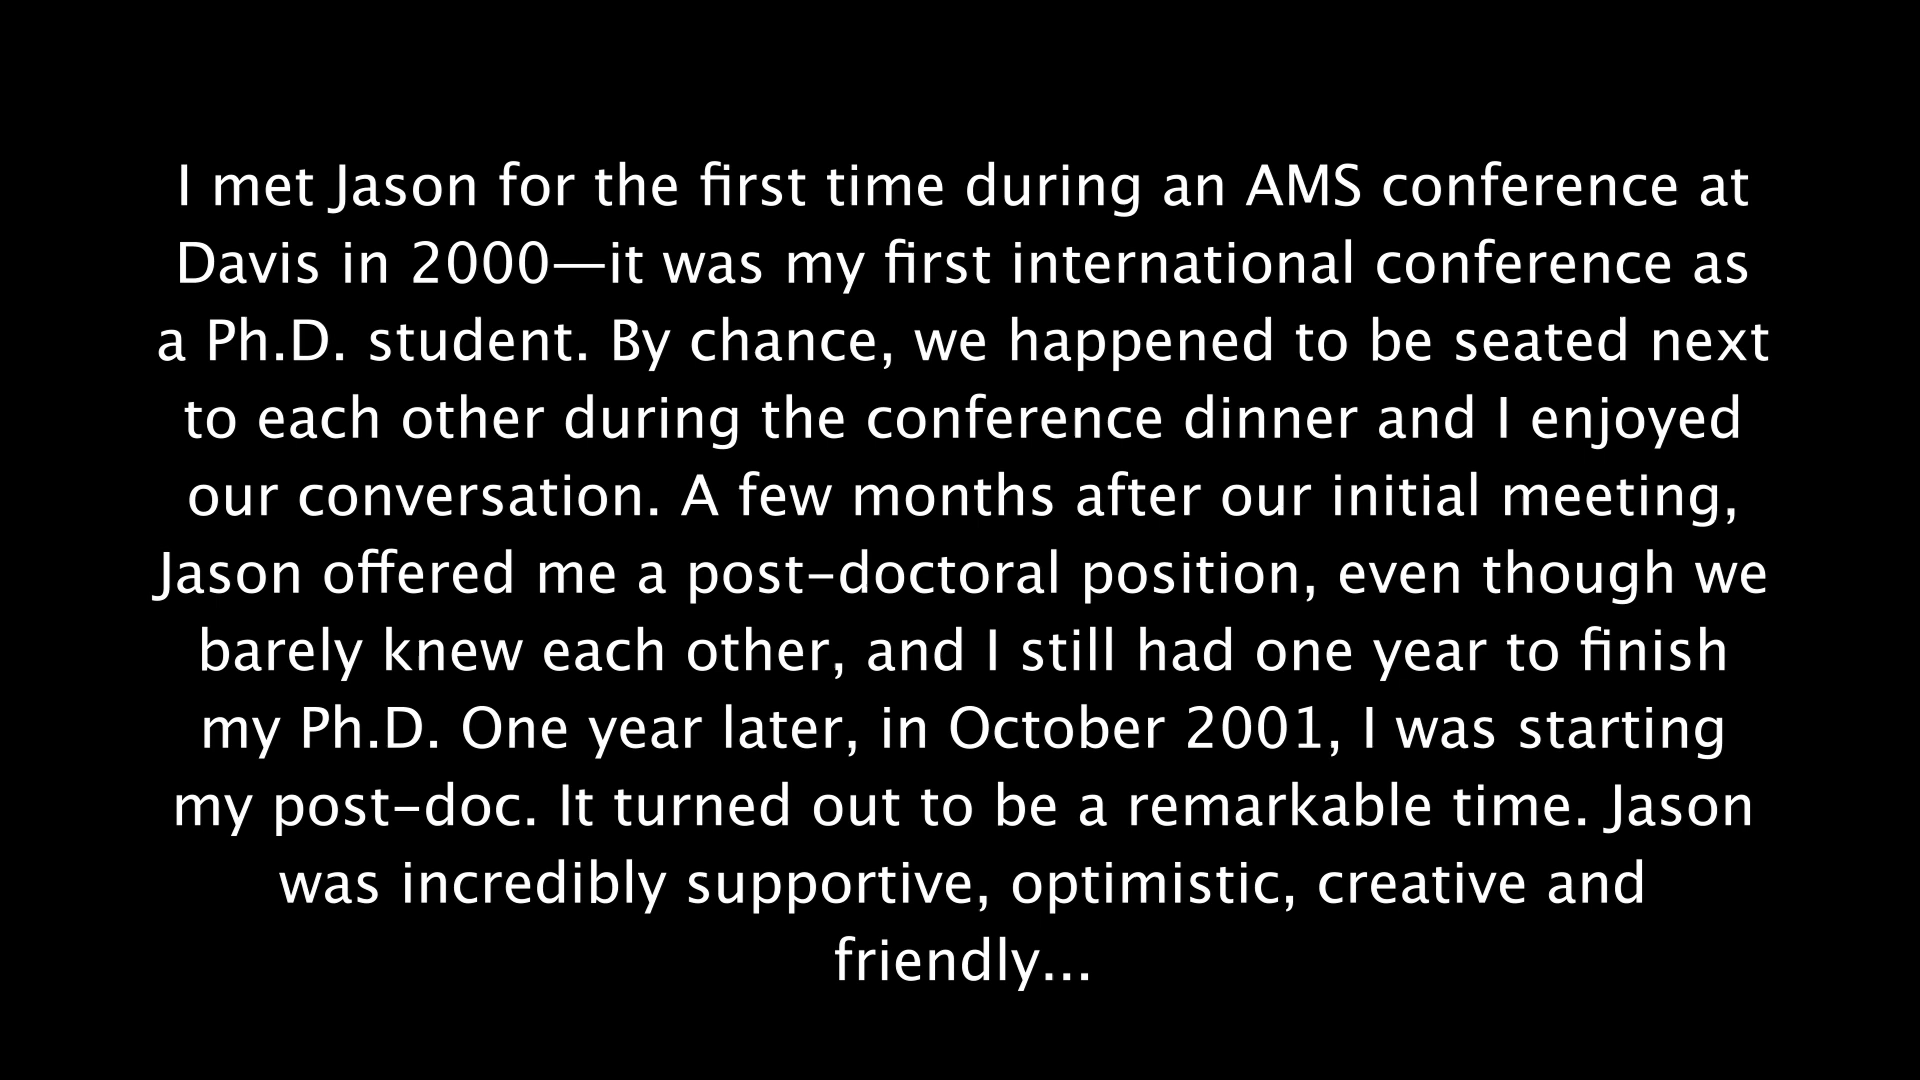 I met Jason for the first time during an AMS conference at
Davis in 2000—it was my first international conference as
a Ph.D. student. By chance, we happened to be seated next
to each other during the conference dinner and I enjoyed
our conversation. A few months after our initial meeting,
Jason offered me a post-doctoral position, even though we
barely knew each other, and I still had one year to finish
my Ph.D. One year later, in October 2001, I was starting
my post-doc. It turned out to be a remarkable time. Jason
was incredibly supportive, optimistic, creative and
friendly...